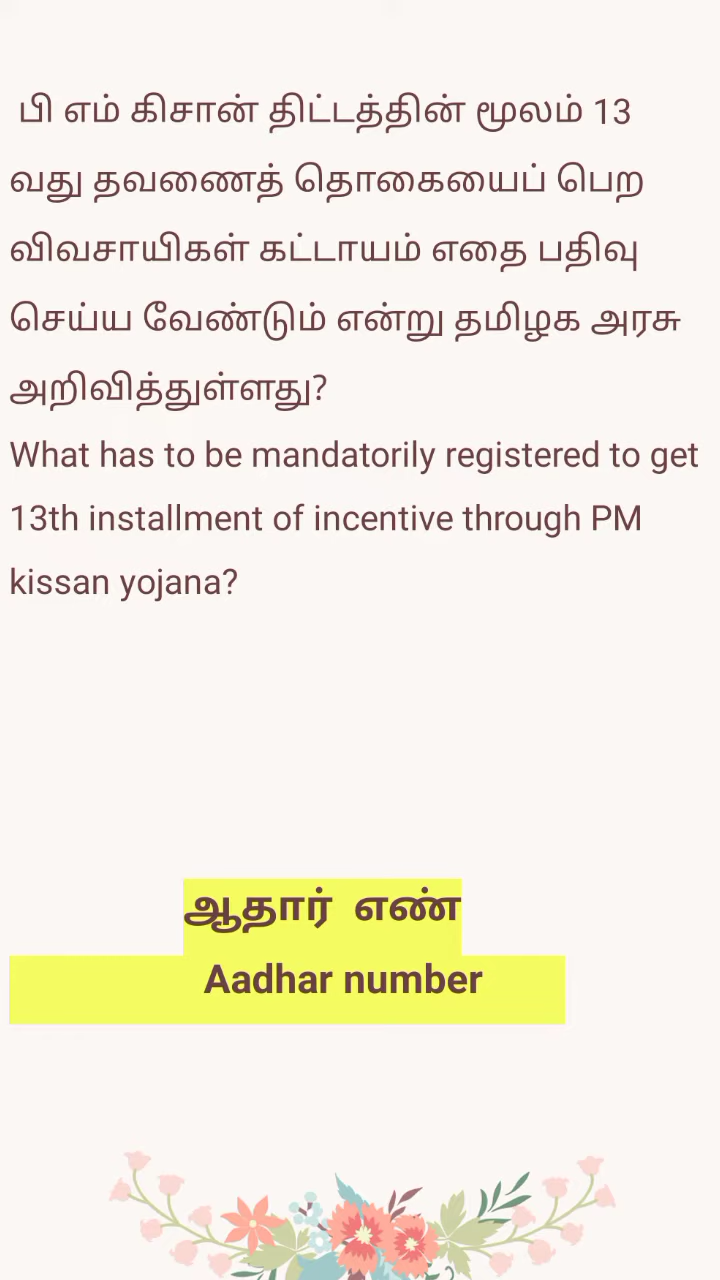 பி எம் கிசான் திட்டத்தின் மூலம் 13
வது தவணைத் தொகையைப் பெற
விவசாயிகள் கட்டாயம் எதை பதிவு
செய்ய வேண்டும் என்று தமிழக அரசு
அறிவித்துள்ளது?
What has to be mandatorily registered to get
13th installment of incentive through PM
kissan yojana?
ஆதார் எண்
Aadhar number